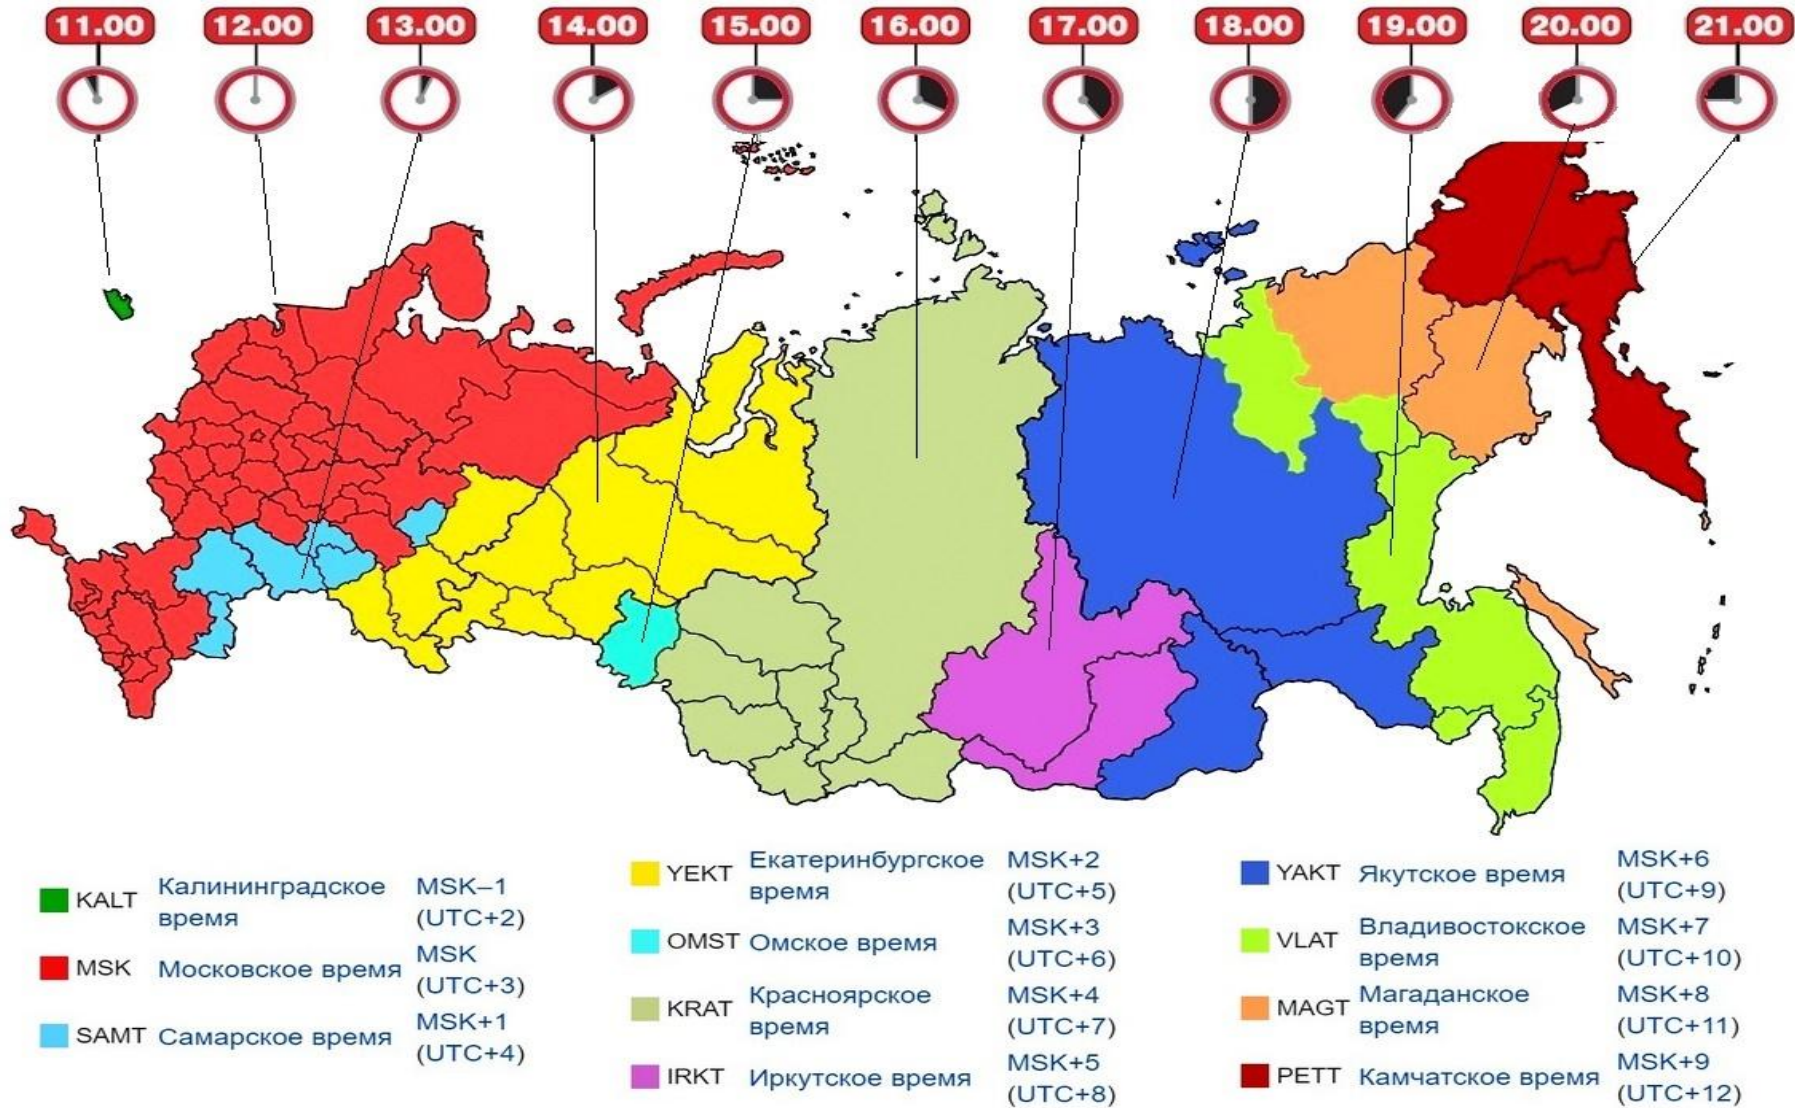 11.00 12.00 13.00 14.00 15.00 16.00 17.00 18.00 19.00 20.00 21.00
KALT Калининградское время MSK–1 (UTC+2)
MSK Московское время MSK (UTC+3)
SAMT Самарское время MSK+1 (UTC+4)
YEKT Екатеринбургское время MSK+2 (UTC+5)
OMST Омское время MSK+3 (UTC+6)
KRAT Красноярское время MSK+4 (UTC+7)
IRKT Иркутское время MSK+5 (UTC+8)
YAKT Якутское время MSK+6 (UTC+9)
VLAT Владивостокское время MSK+7 (UTC+10)
MAGT Магаданское время MSK+8 (UTC+11)
PETT Камчатское время MSK+9 (UTC+12)